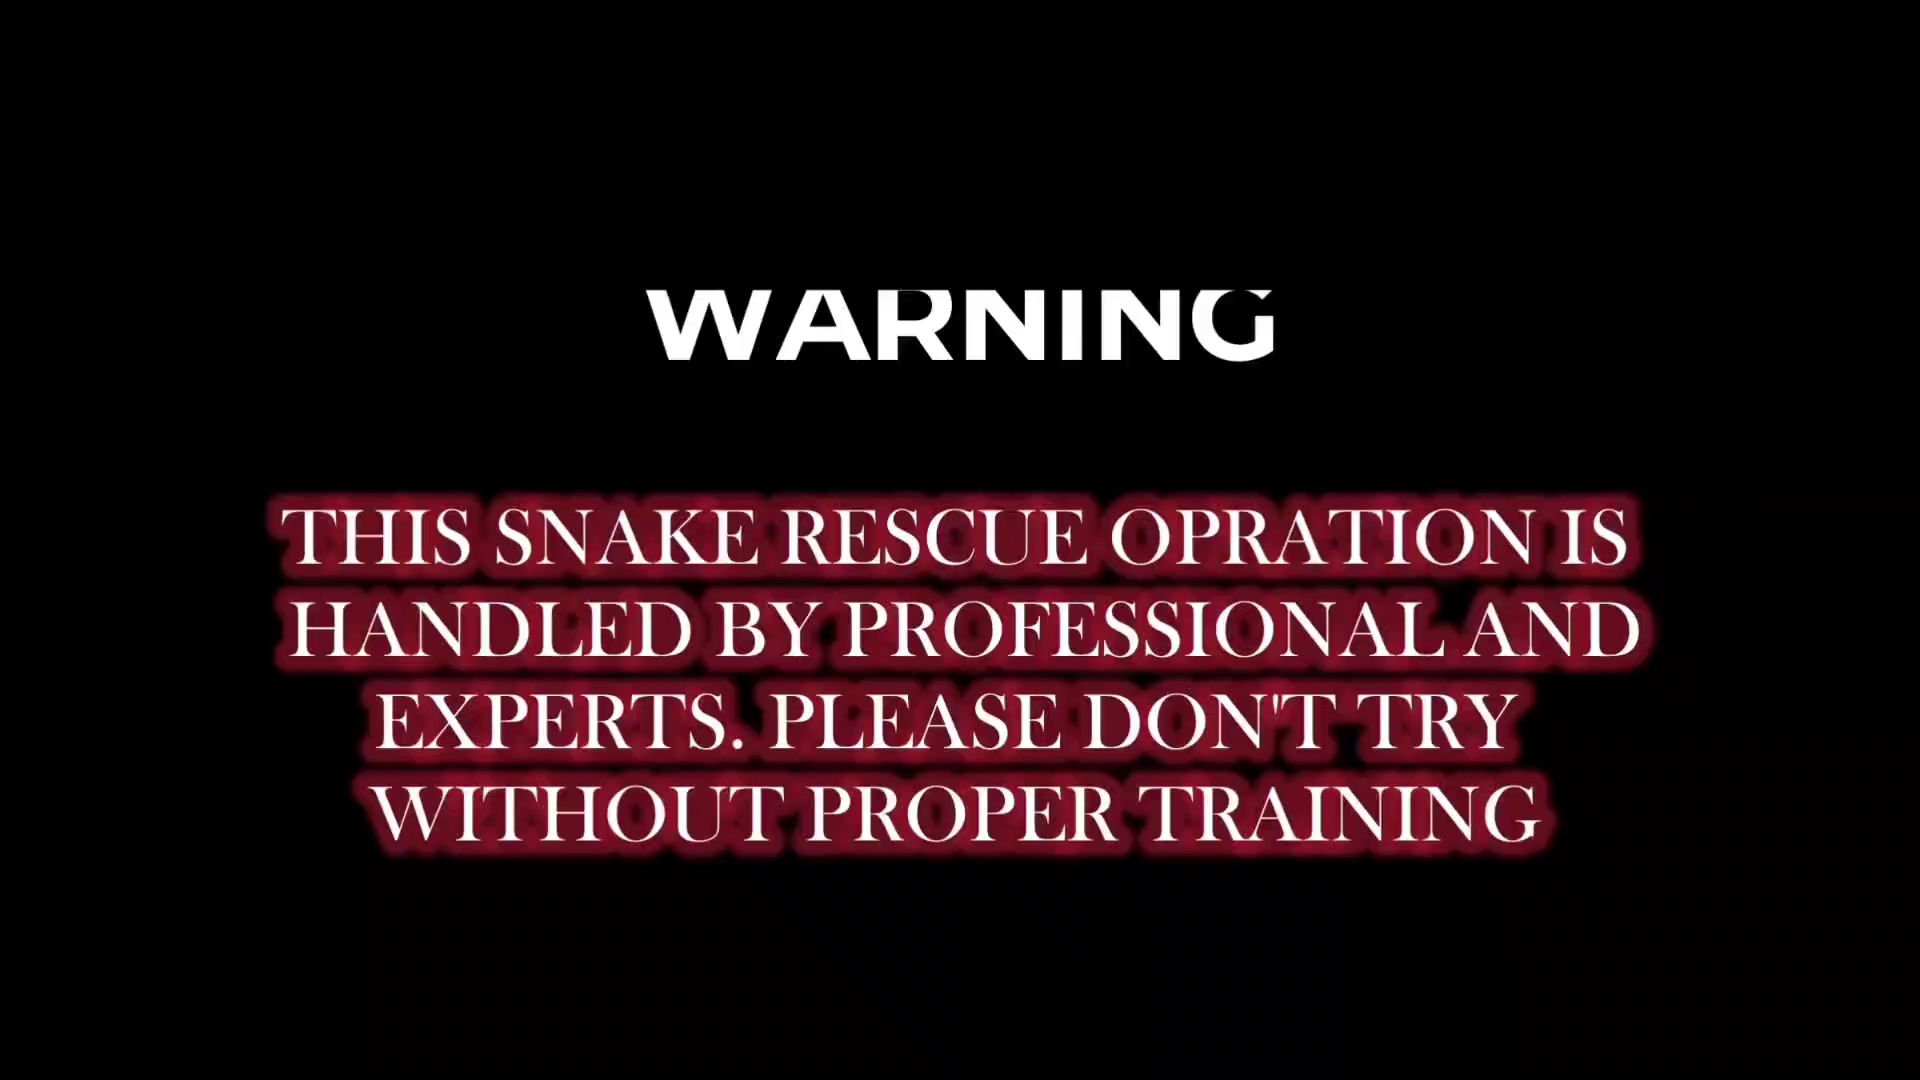 WARNING
THIS SNAKE RESCUE OPRATION IS
HANDLED BY PROFESSIONAL AND
EXPERTS. PLEASE DON'T TRY
WITHOUT PROPER TRAINING